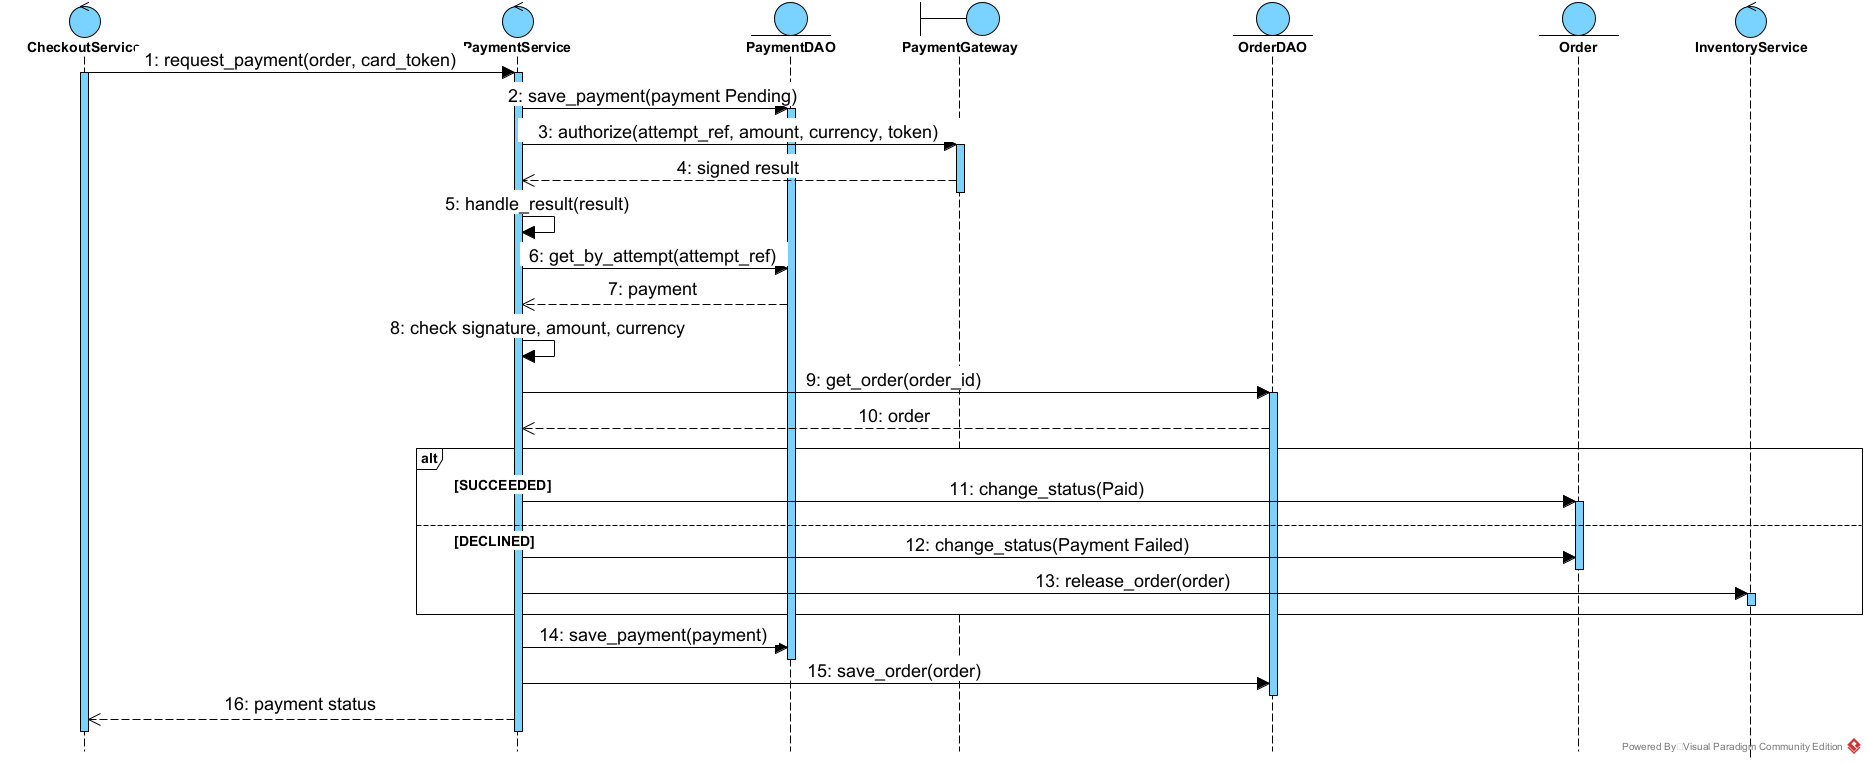 CheckoutService
PaymentService
PaymentDAO
PaymentGateway
OrderDAO
Order
InventoryService
1: request_payment(order, card_token)
2: save_payment(payment Pending)
3: authorize(attempt_ref, amount, currency, token)
4: signed result
5: handle_result(result)
6: get_by_attempt(attempt_ref)
7: payment
8: check signature, amount, currency
9: get_order(order_id)
10: order
alt
[SUCCEEDED]
11: change_status(Paid)
[DECLINED]
12: change_status(Payment Failed)
13: release_order(order)
14: save_payment(payment)
15: save_order(order)
16: payment status
Powered By Visual Paradigm Community Edition